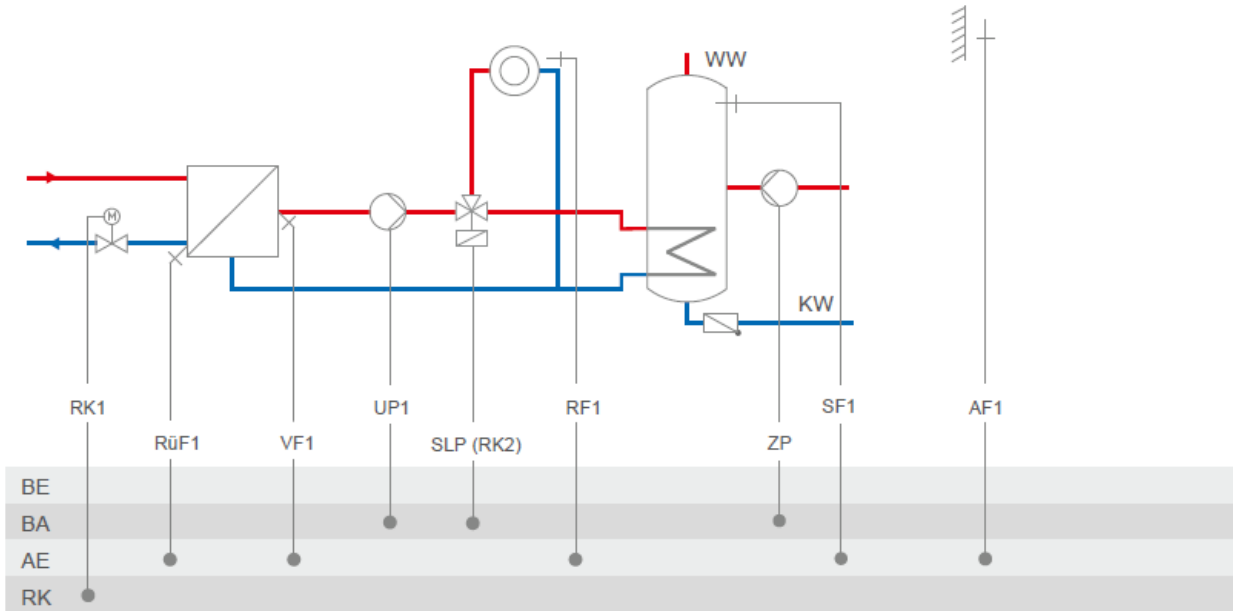 WW
M
KW
RK1 UP1 RF1 SF1 AF1
RüF1 VF1 SLP (RK2) ZP
BE
BA
AE
RK